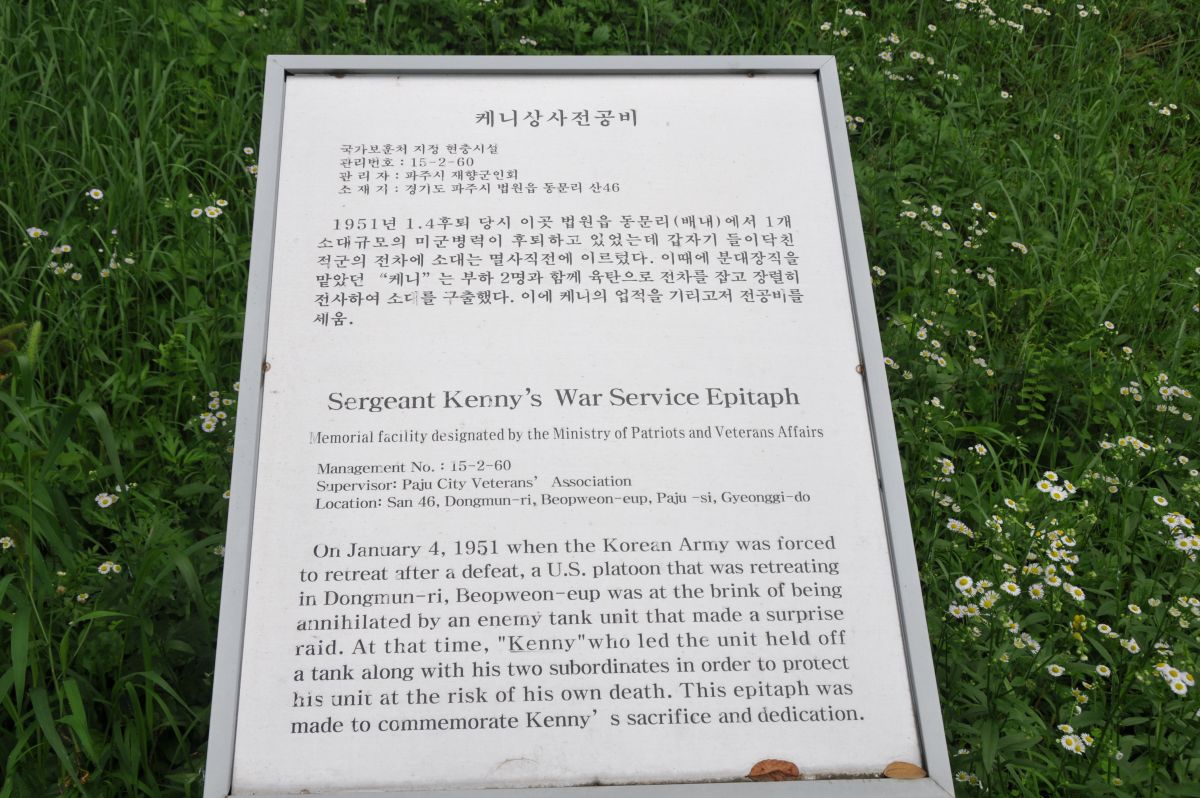 케니상사전공비
국가보훈처 지정 현충시설
관리번호 : 15-2-60
관 리 자 : 파주시 재향군인회
소 재 지 : 경기도 파주시 법원읍 동문리 산46
1951년 1.4후퇴 당시 이곳 법원읍 동문리(배내)에서 1개
소대규모의 미군병력이 후퇴하고 있었는데 갑자기 들이닥친
적군의 전차에 소대는 멸사직전에 이르렀다. 이때에 분대장직을
맡았던 “케니”는 부하 2명과 함께 육탄으로 전차를 잡고 장렬히
전사하여 소대를 구출했다. 이에 케니의 업적을 기리고저 전공비를
세움.
Sergeant Kenny's War Service Epitaph
Memorial facility designated by the Ministry of Patriots and Veterans Affairs
Management No. : 15-2-60
Supervisor: Paju City Veterans’ Association
Location: San 46, Dongmun-ri, Beopweon-eup, Paju -si, Gyeonggi-do
On January 4, 1951 when the Korean Army was forced
to retreat after a defeat, a U.S. platoon that was retreating
in Dongmun-ri, Beopweon-eup was at the brink of being
annihilated by an enemy tank unit that made a surprise
raid. At that time, "Kenny"who led the unit held off
a tank along with his two subordinates in order to protect
his unit at the risk of his own death. This epitaph was
made to commemorate Kenny’ s sacrifice and dedication.